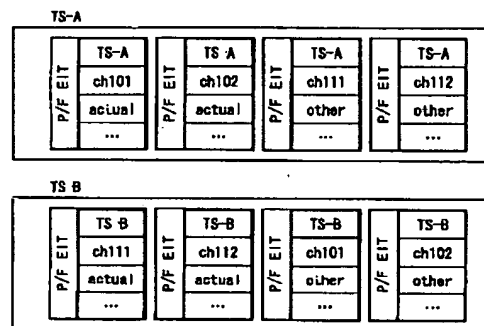 TS-A
P/F EIT
TS-A
ch101
actual
...
P/F EIT
TS-A
ch102
actual
...
P/F EIT
TS-A
ch111
other
...
P/F EIT
TS-A
ch112
other
...
TS B
P/F EIT
TS B
ch111
actual
...
P/F EIT
TS-B
ch112
actual
...
P/F EIT
TS-B
ch101
other
...
P/F EIT
TS-B
ch102
other
...